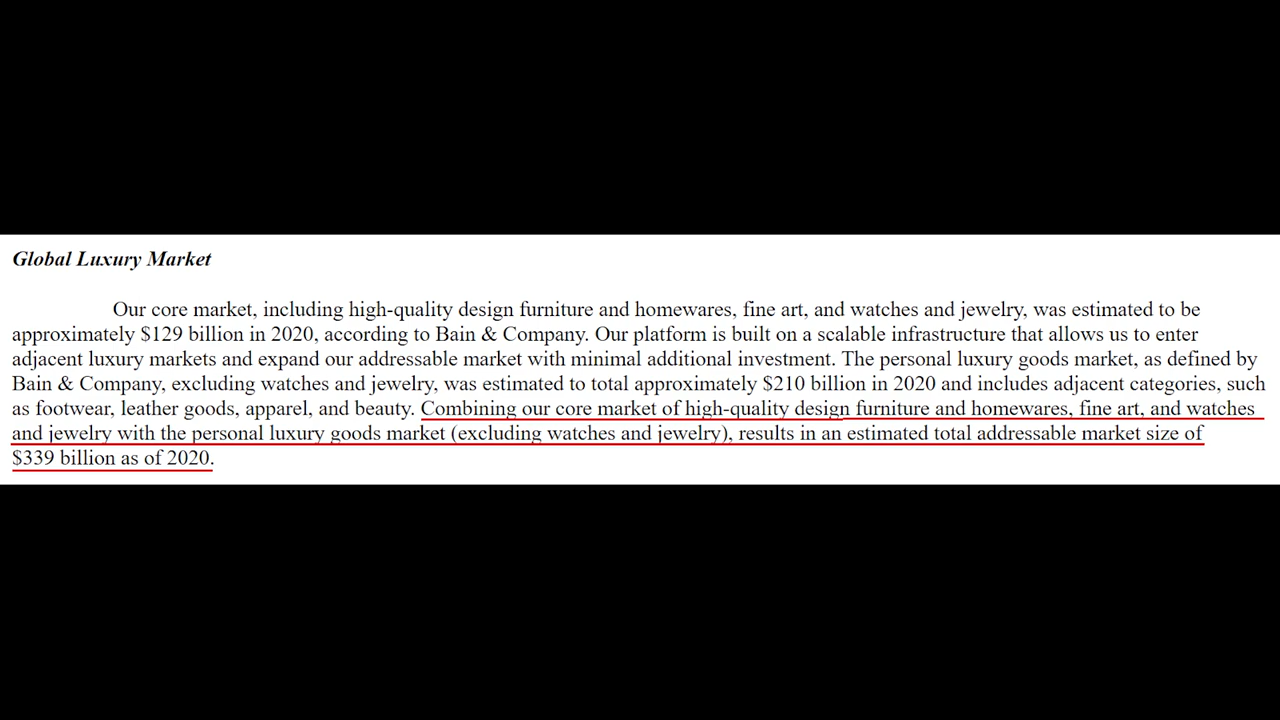 Global Luxury Market
Our core market, including high-quality design furniture and homewares, fine art, and watches and jewelry, was estimated to be
approximately $129 billion in 2020, according to Bain & Company. Our platform is built on a scalable infrastructure that allows us to enter
adjacent luxury markets and expand our addressable market with minimal additional investment. The personal luxury goods market, as defined by
Bain & Company, excluding watches and jewelry, was estimated to total approximately $210 billion in 2020 and includes adjacent categories, such
as footwear, leather goods, apparel, and beauty. Combining our core market of high-quality design furniture and homewares, fine art, and watches
and jewelry with the personal luxury goods market (excluding watches and jewelry), results in an estimated total addressable market size of
$339 billion as of 2020.